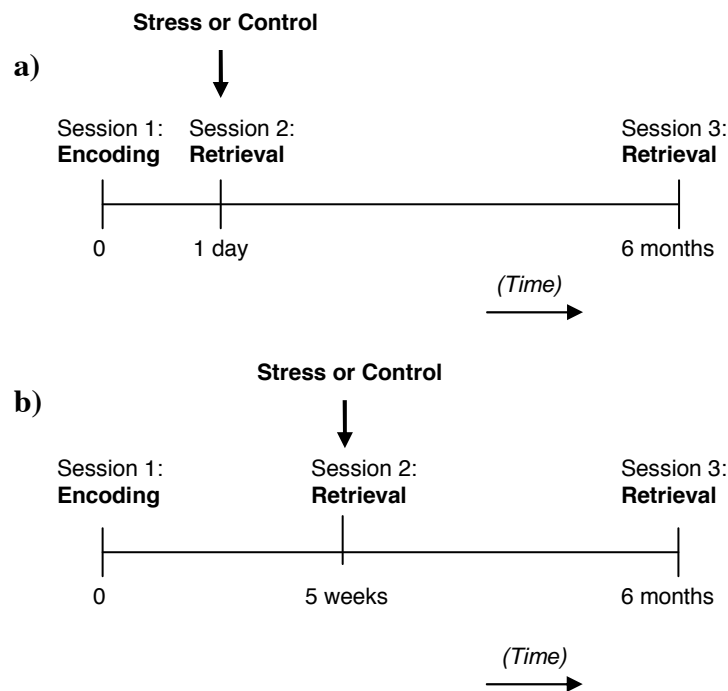 Stress or Control
a)
Session 1: Session 2: Session 3:
Encoding Retrieval Retrieval
0 1 day 6 months
(Time)
Stress or Control
b)
Session 1: Session 2: Session 3:
Encoding Retrieval Retrieval
0 5 weeks 6 months
(Time)